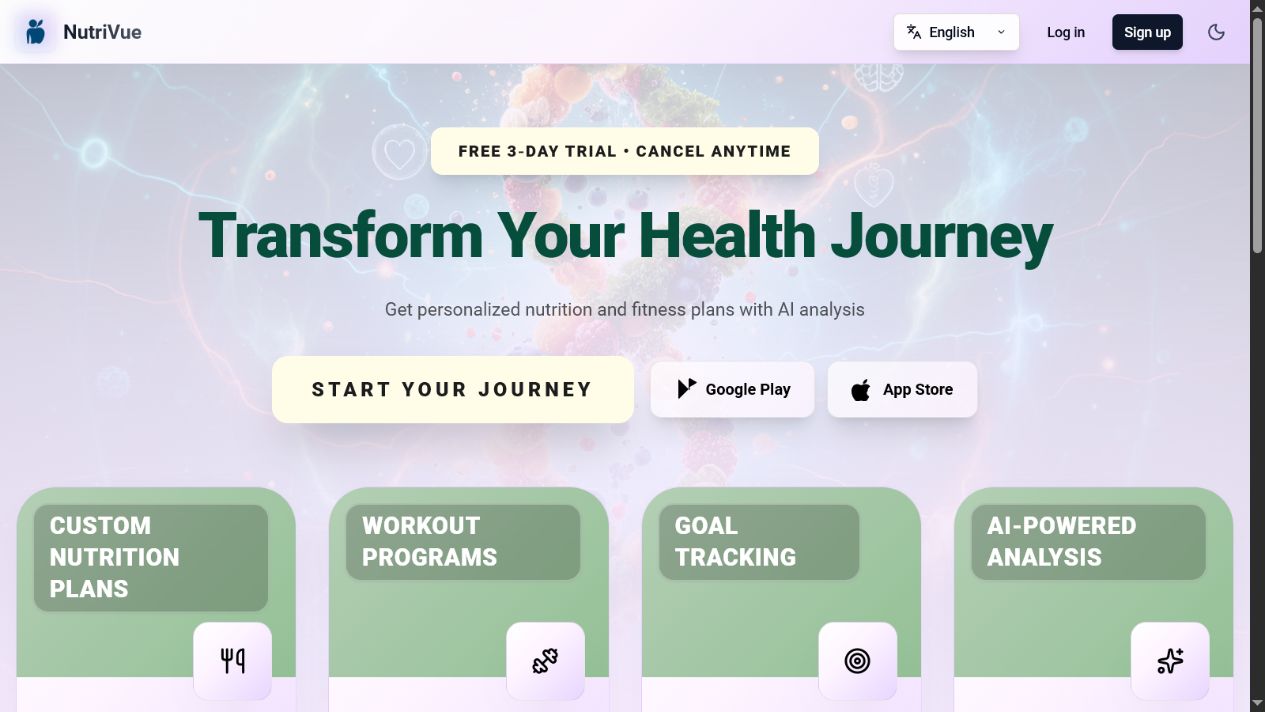 NutriVue
English
Log in
Sign up
FREE 3-DAY TRIAL • CANCEL ANYTIME
Transform Your Health Journey
Get personalized nutrition and fitness plans with AI analysis
START YOUR JOURNEY
Google Play
App Store
CUSTOM
NUTRITION
PLANS
WORKOUT
PROGRAMS
GOAL
TRACKING
AI-POWERED
ANALYSIS